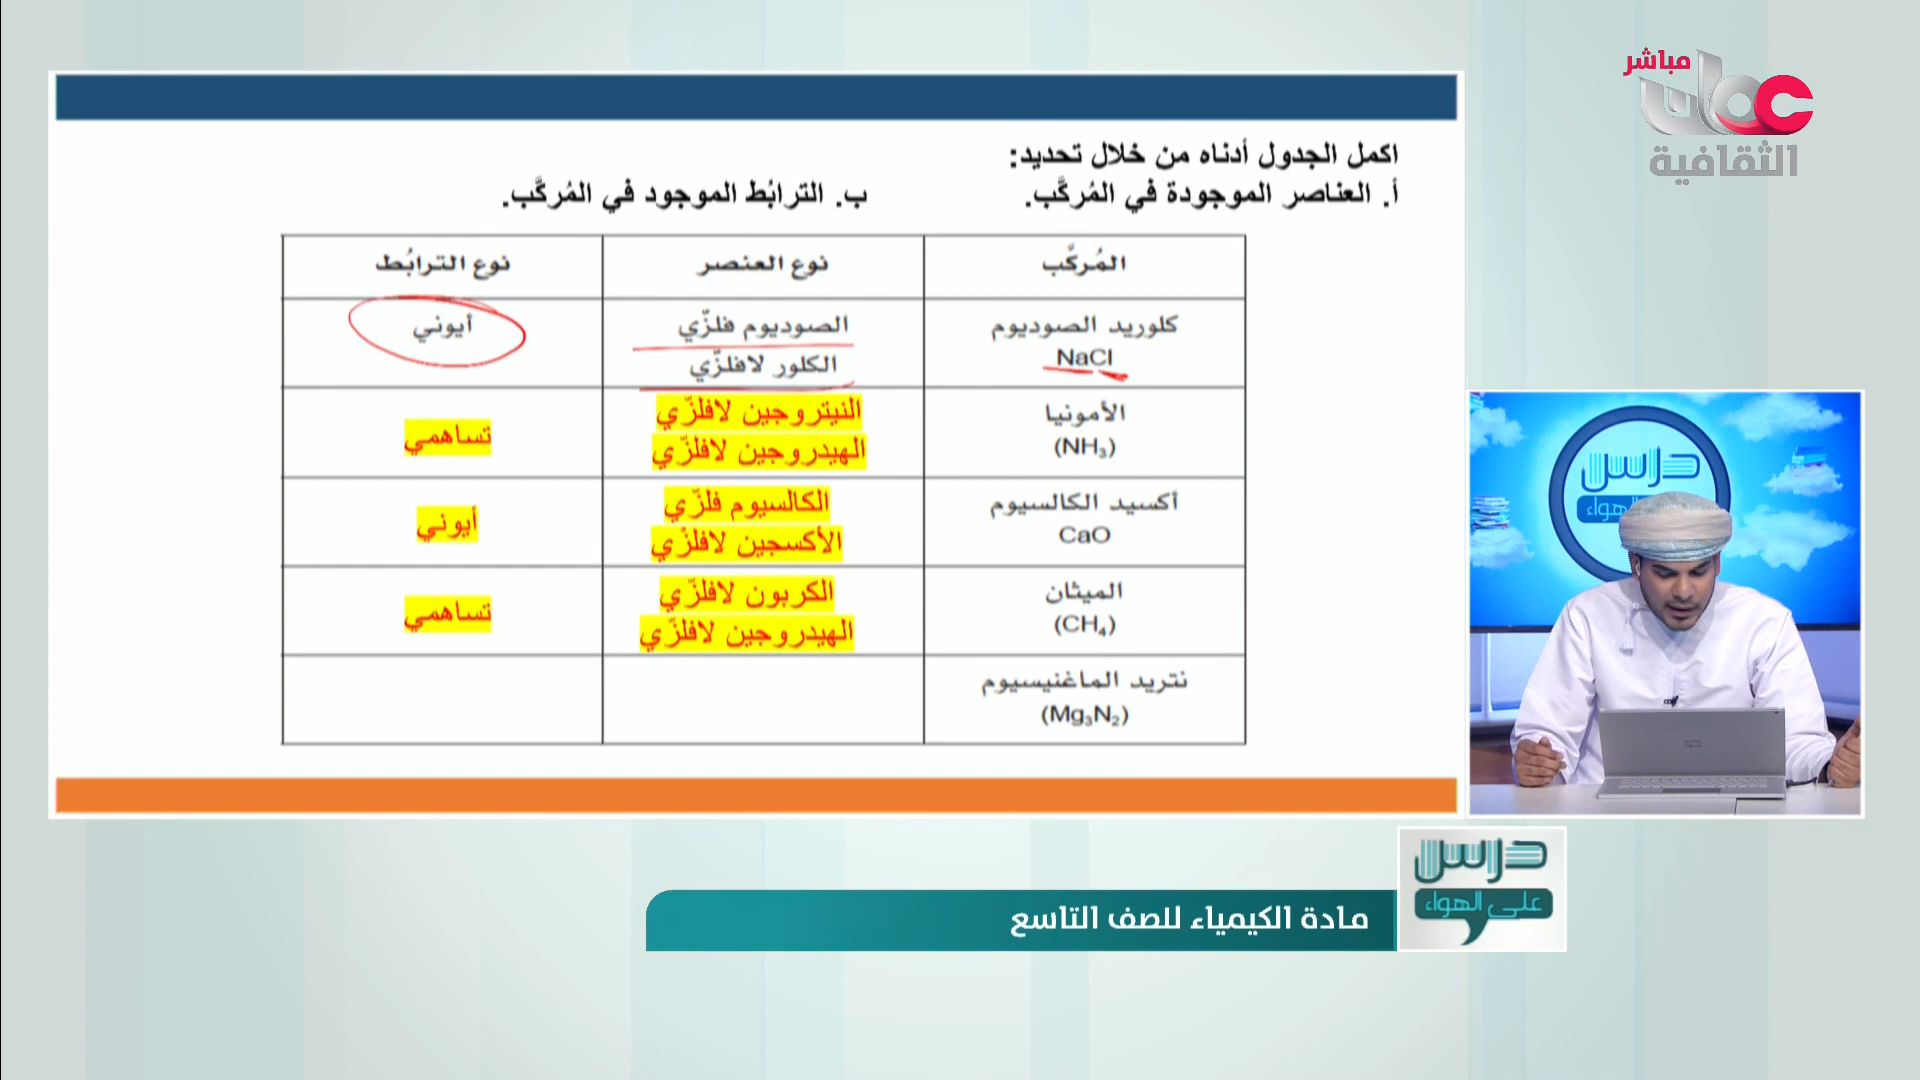 مباشر
عمان
الثقافية
اكمل الجدول أدناه من خلال تحديد:
أ. العناصر الموجودة في المُركَّب. ب. الترابُط الموجود في المُركَّب.
المُركَّب نوع العنصر نوع الترابُط
كلوريد الصوديوم
NaCl
الصوديوم فلزّي
الكلور لافلزّي
أيوني
الأمونيا
(NH₃)
النيتروجين لافلزّي
الهيدروجين لافلزّي
تساهمي
أكسيد الكالسيوم
CaO
الكالسيوم فلزّي
الأكسجين لافلزّي
أيوني
الميثان
(CH₄)
الكربون لافلزّي
الهيدروجين لافلزّي
تساهمي
نتريد الماغنيسيوم
(Mg₃N₂)
درس
الهواء
درس
على الهواء
مادة الكيمياء للصف التاسع